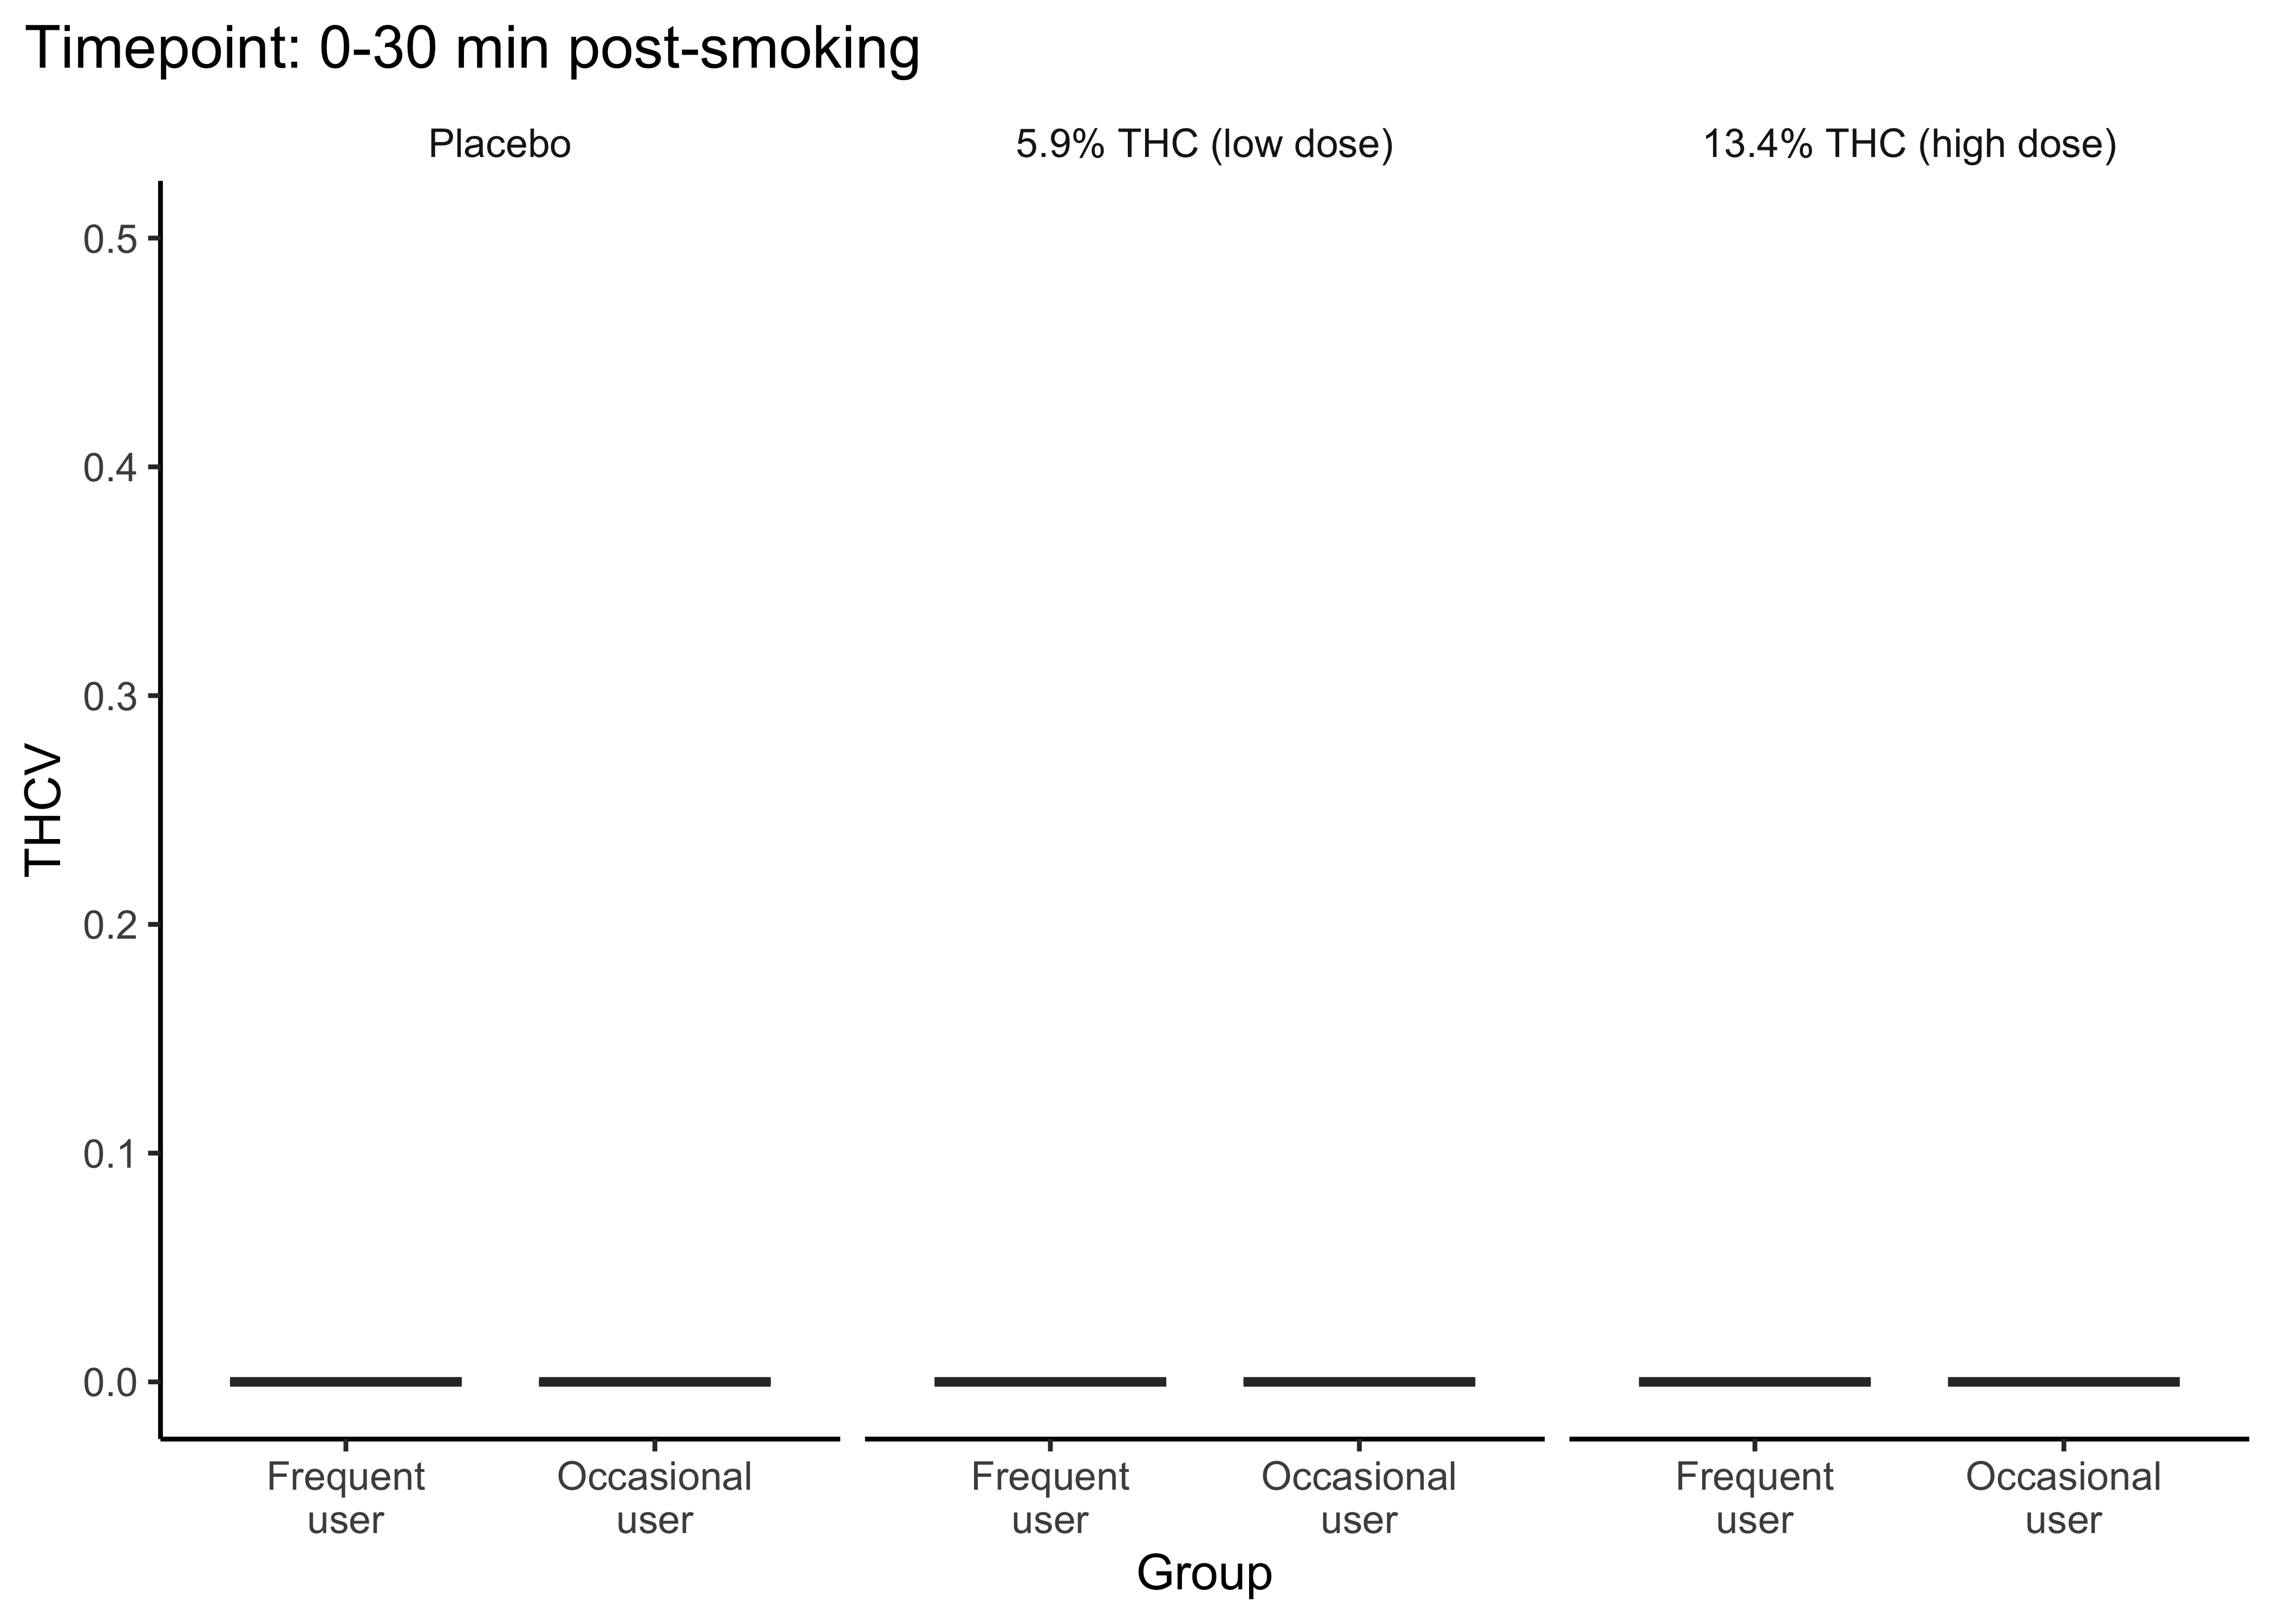 Timepoint: 0-30 min post-smoking
Placebo
5.9% THC (low dose)
13.4% THC (high dose)
0.5
0.4
0.3
0.2
0.1
0.0
THCV
Frequent
user
Occasional
user
Frequent
user
Occasional
user
Frequent
user
Occasional
user
Group